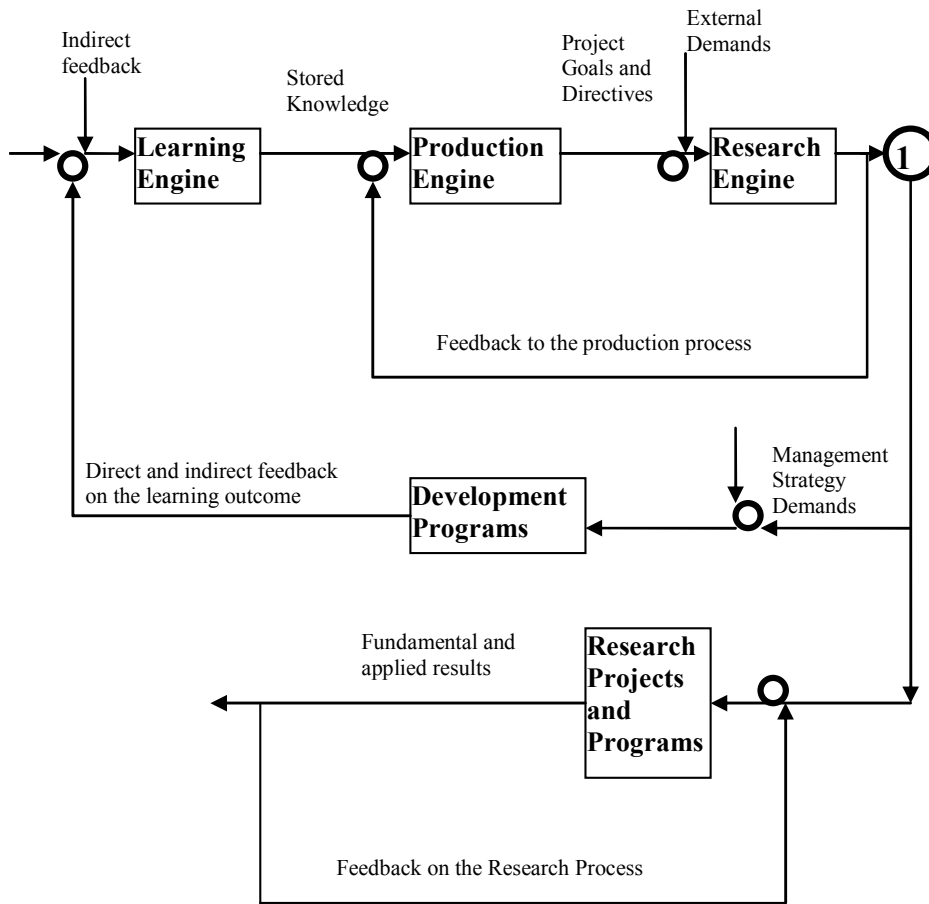 Indirect
feedback
Stored
Knowledge
Project
Goals and
Directives
External
Demands
Learning
Engine
Production
Engine
Research
Engine
1
Feedback to the production process
Direct and indirect feedback
on the learning outcome
Development
Programs
Management
Strategy
Demands
Fundamental and
applied results
Research
Projects
and
Programs
Feedback on the Research Process